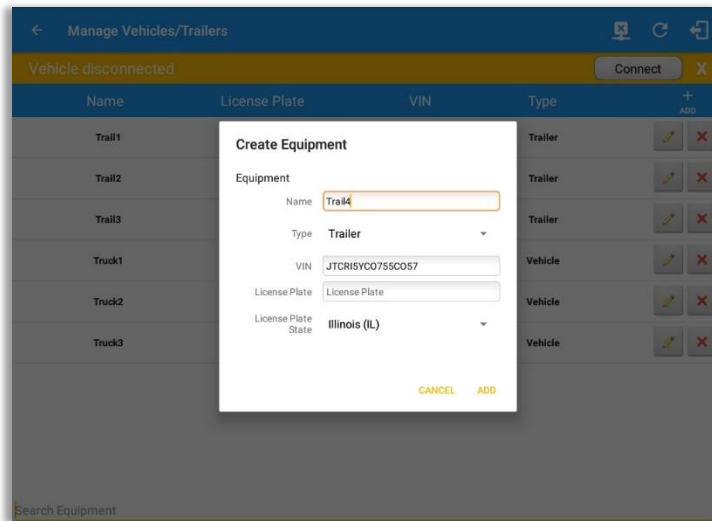 Manage Vehicles/Trailers
Vehicle disconnected Connect X
Name License Plate VIN Type + ADD
Trail1 Trailer
Trail2 Trailer
Trail3 Trailer
Truck1 Vehicle
Truck2 Vehicle
Truck3 Vehicle
Create Equipment
Equipment
Name Trail4
Type Trailer
VIN JTCRI5YCO755CO57
License Plate License Plate
License Plate State Illinois (IL)
CANCEL ADD
Search Equipment